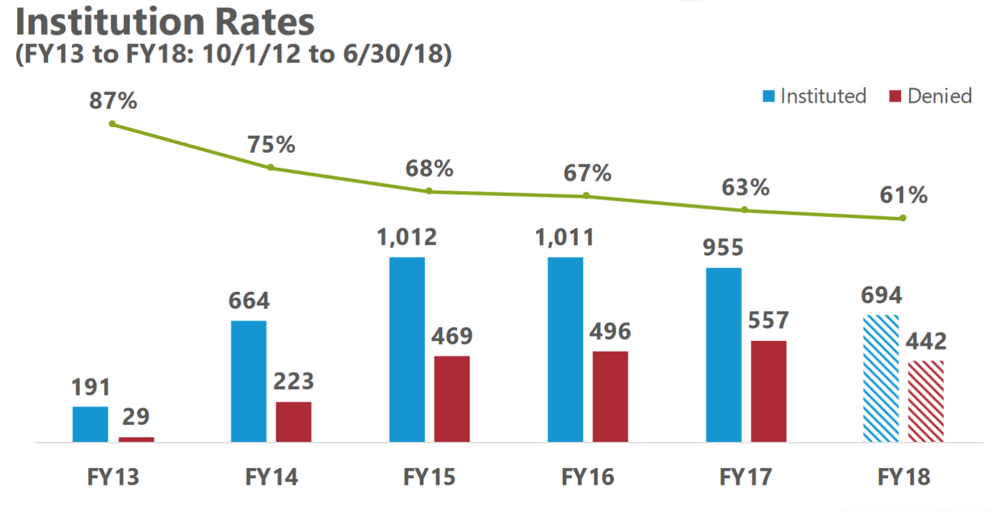 Institution Rates
(FY13 to FY18: 10/1/12 to 6/30/18)
Instituted Denied
87%
75%
68%
67%
63%
61%
1,012 1,011
955
664 694
469 496 557
442
191 223
29
FY13 FY14 FY15 FY16 FY17 FY18